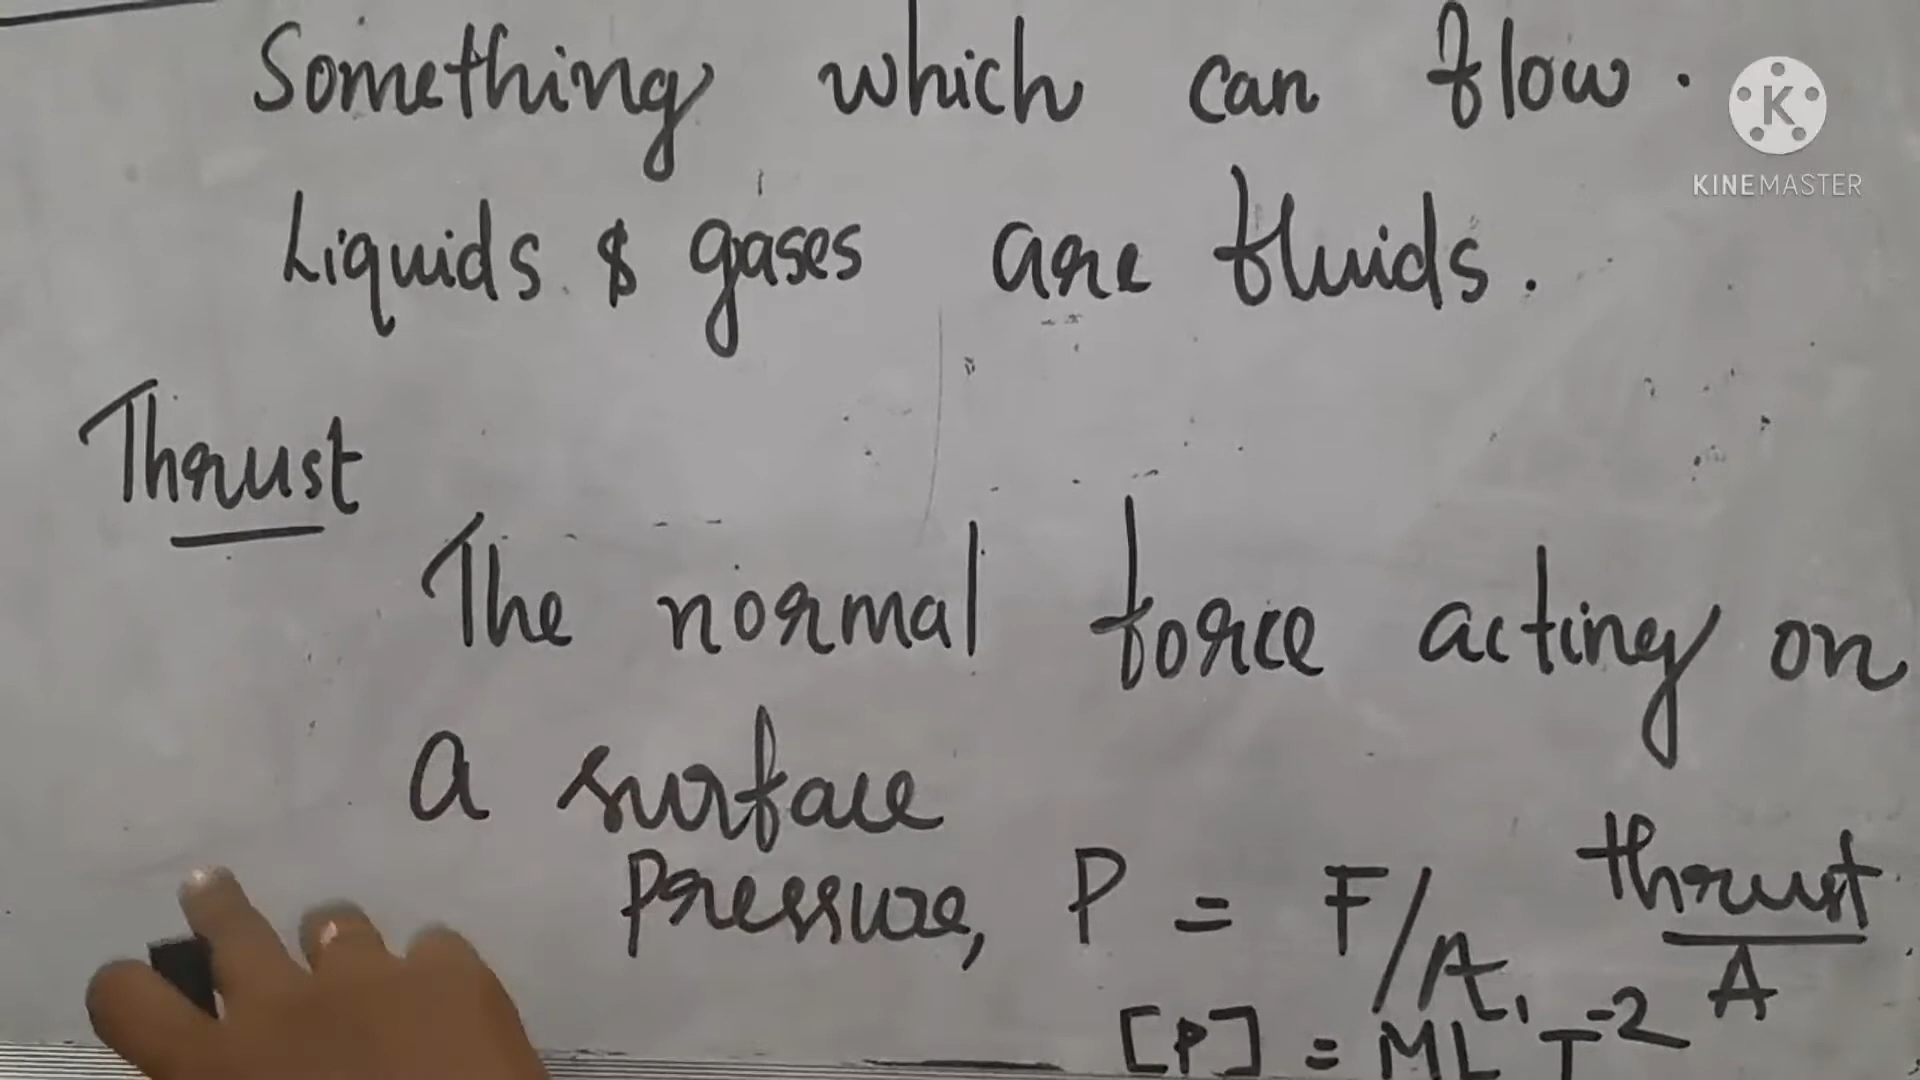 Something which can flow.
K
KINEMASTER
Liquids & gases are fluids.
Thrust
The normal force acting on
a surface
Pressure, P = F/A, thrust/A
[P] = ML⁻¹T⁻²